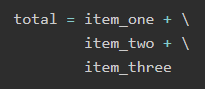 total = item_one + \
        item_two + \
        item_three